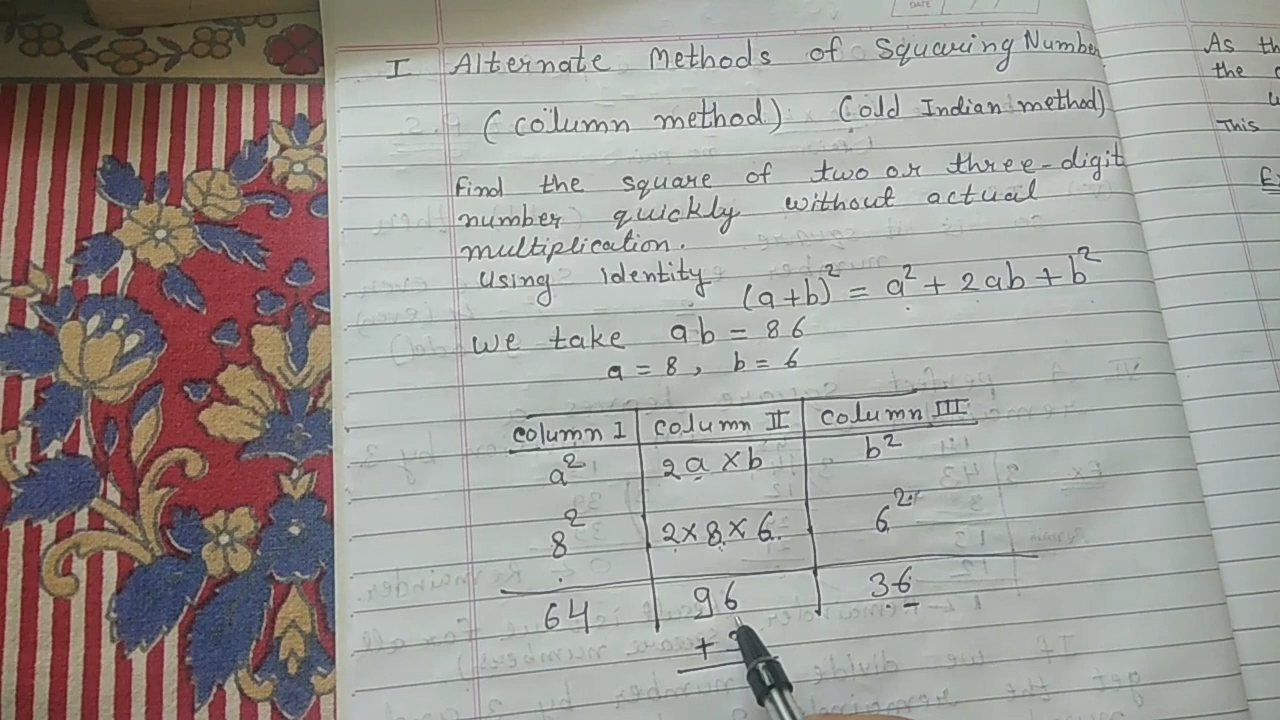 DATE
I Alternate Methods of Squaring Number
(column method) (old Indian method)
Find the square of two or three-digit
number quickly without actual
multiplication.
Using Identity
(a+b)² = a² + 2ab + b²
We take ab = 86
a = 8, b = 6
column I column II column III
a² 2a × b b²
8² 2×8×6 6²
64 96 36
+
As th
the
This